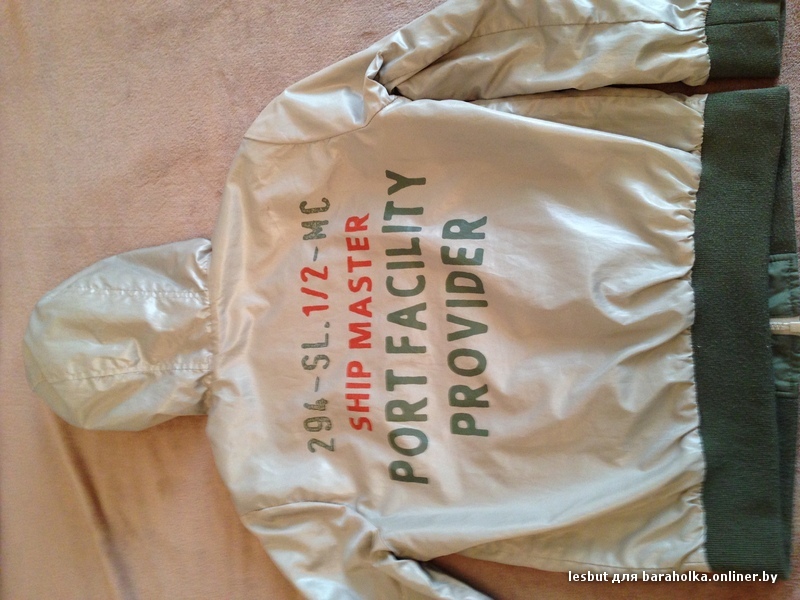 294-SL.1/2-MC
SHIP MASTER
PORT FACILITY
PROVIDER
lesbut для baraholka.onliner.by